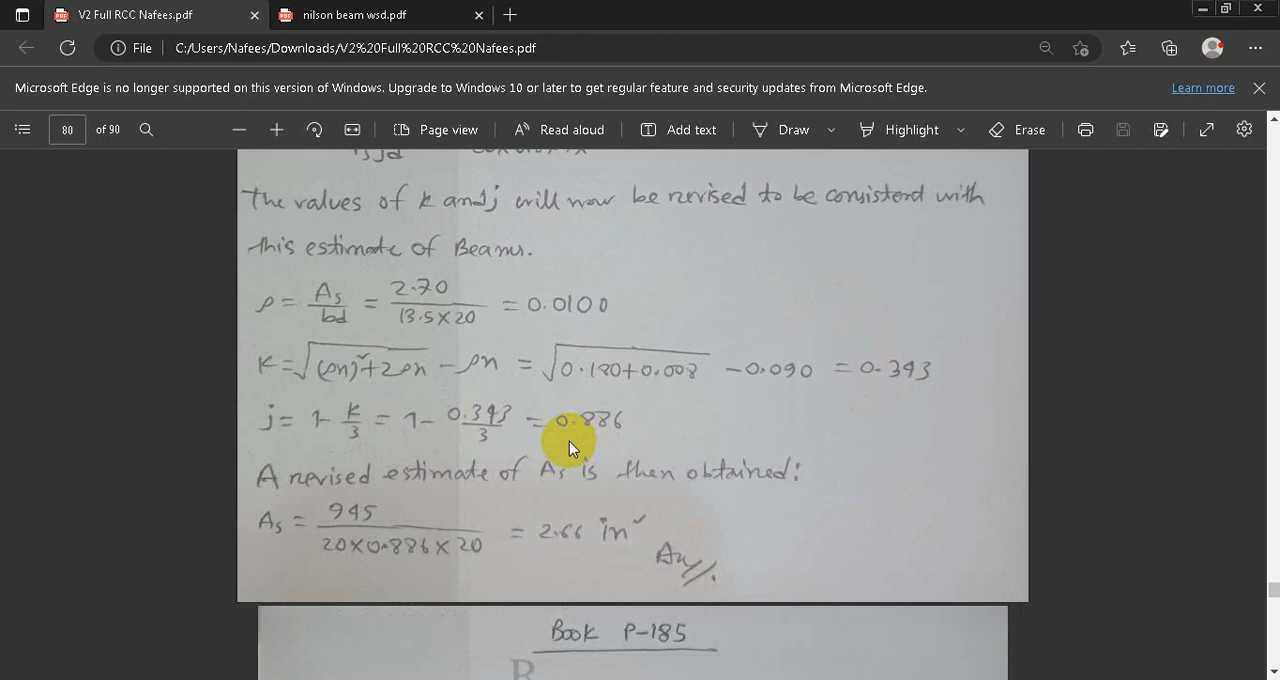 V2 Full RCC Nafees.pdf
nilson beam wsd.pdf
File C:/Users/Nafees/Downloads/V2%20Full%20RCC%20Nafees.pdf
Microsoft Edge is no longer supported on this version of Windows. Upgrade to Windows 10 or later to get regular feature and security updates from Microsoft Edge. Learn more
80 of 90 Page view Read aloud Add text Draw Highlight Erase
The values of k and j will now be revised to be consistend with
this estimate of Beams.
ρ = As/bd = 2.70/13.5×20 = 0.0100
k = √(ρn)²+2ρn - ρn = √0.180+0.008 - 0.090 = 0.343
j = 1 - k/3 = 1 - 0.343/3 = 0.886
A revised estimate of As is then obtained:
As = 945/20×0.886×20 = 2.66 in²
Ans.
Book P-185
R